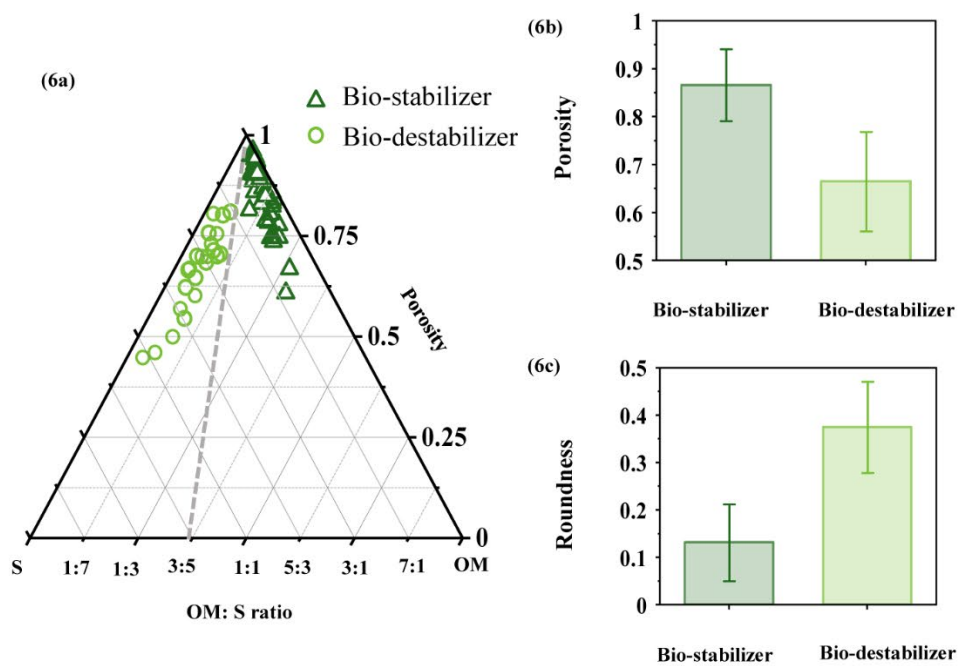 (6a)
Bio-stabilizer
Bio-destabilizer
1
0.75
Porosity
0.5
0.25
0
S
1:7
1:3
3:5
1:1
5:3
3:1
7:1
OM
OM: S ratio
(6b)
1
0.9
0.8
0.7
0.6
0.5
Porosity
Bio-stabilizer
Bio-destabilizer
(6c)
0.5
0.4
0.3
0.2
0.1
0
Roundness
Bio-stabilizer
Bio-destabilizer